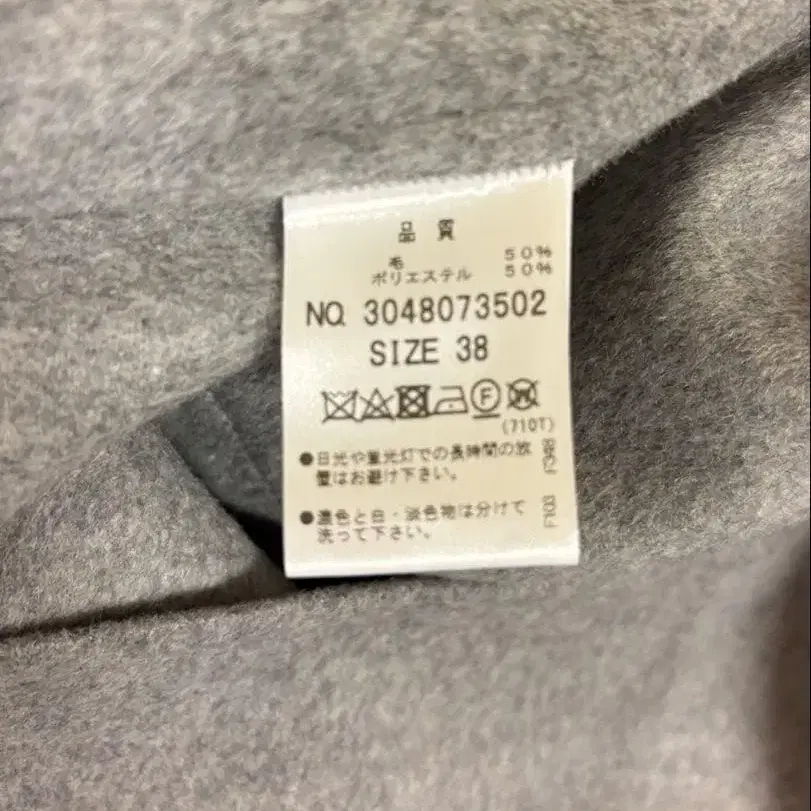 品 質
毛 50%
ポリエステル 50%
NO. 3048073502
SIZE 38
F
W
(710T)
●日光や蛍光灯での長時間の放
置はお避け下さい。
●濃色と白・淡色物は分けて
洗って下さい。
F103 F348